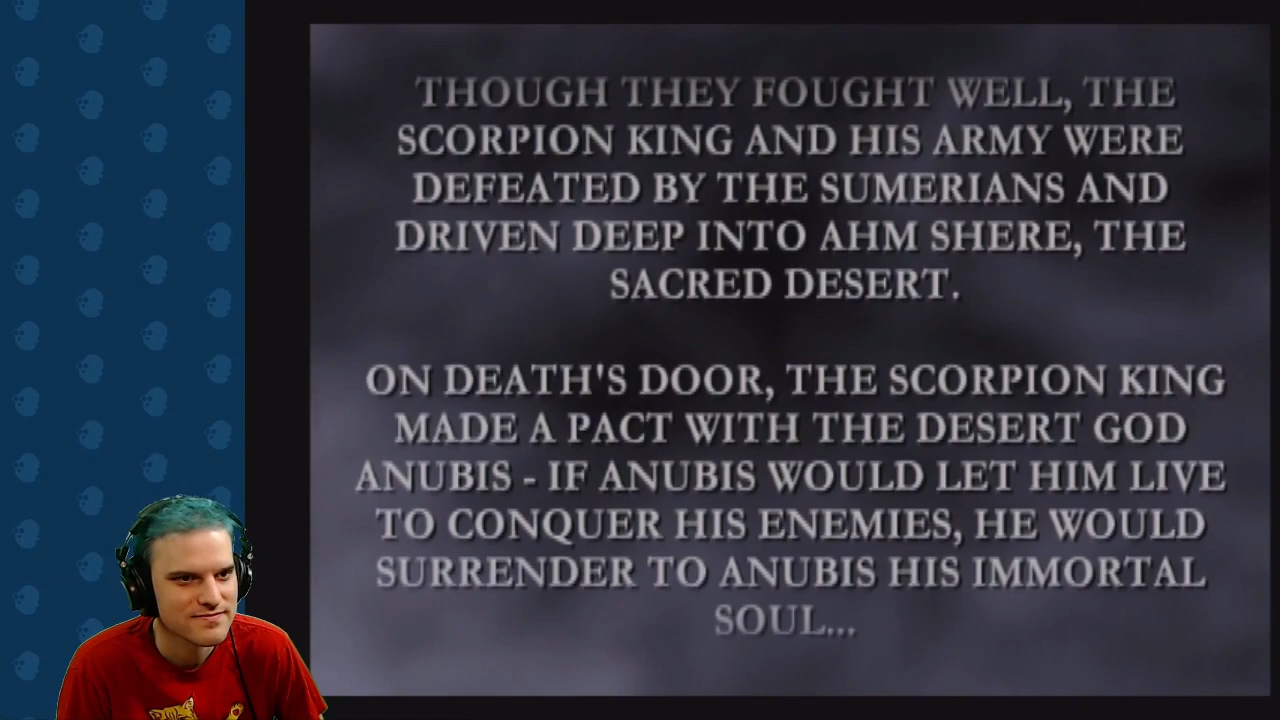 THOUGH THEY FOUGHT WELL, THE
SCORPION KING AND HIS ARMY WERE
DEFEATED BY THE SUMERIANS AND
DRIVEN DEEP INTO AHM SHERE, THE
SACRED DESERT.
ON DEATH'S DOOR, THE SCORPION KING
MADE A PACT WITH THE DESERT GOD
ANUBIS - IF ANUBIS WOULD LET HIM LIVE
TO CONQUER HIS ENEMIES, HE WOULD
SURRENDER TO ANUBIS HIS IMMORTAL
SOUL...